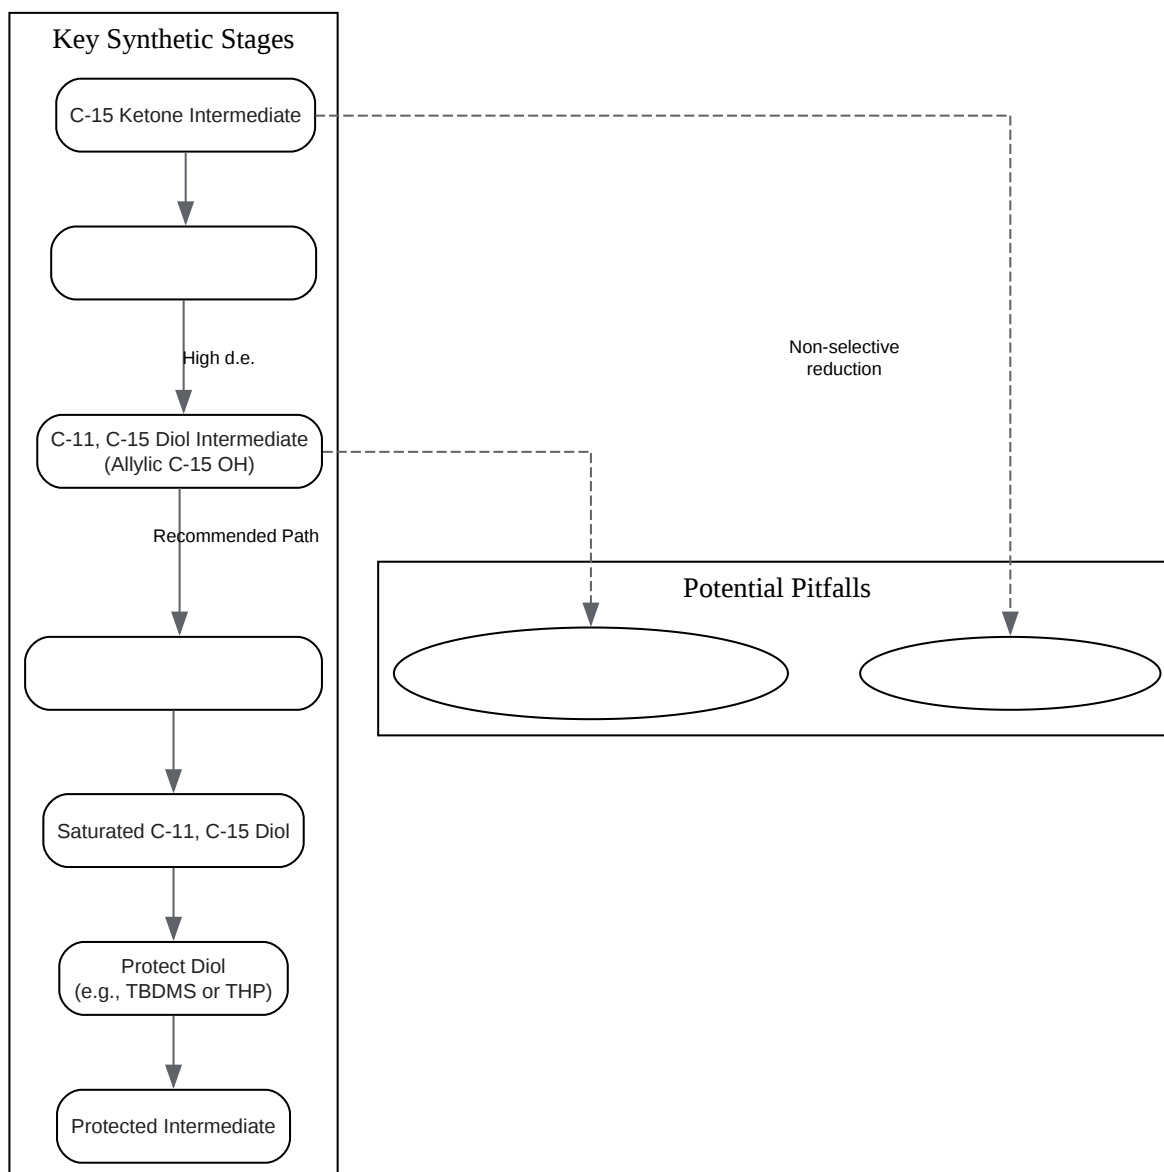 Key Synthetic Stages
C-15 Ketone Intermediate
High d.e.
Non-selective
reduction
C-11, C-15 Diol Intermediate
(Allylic C-15 OH)
Recommended Path
Potential Pitfalls
Saturated C-11, C-15 Diol
Protect Diol
(e.g., TBDMS or THP)
Protected Intermediate